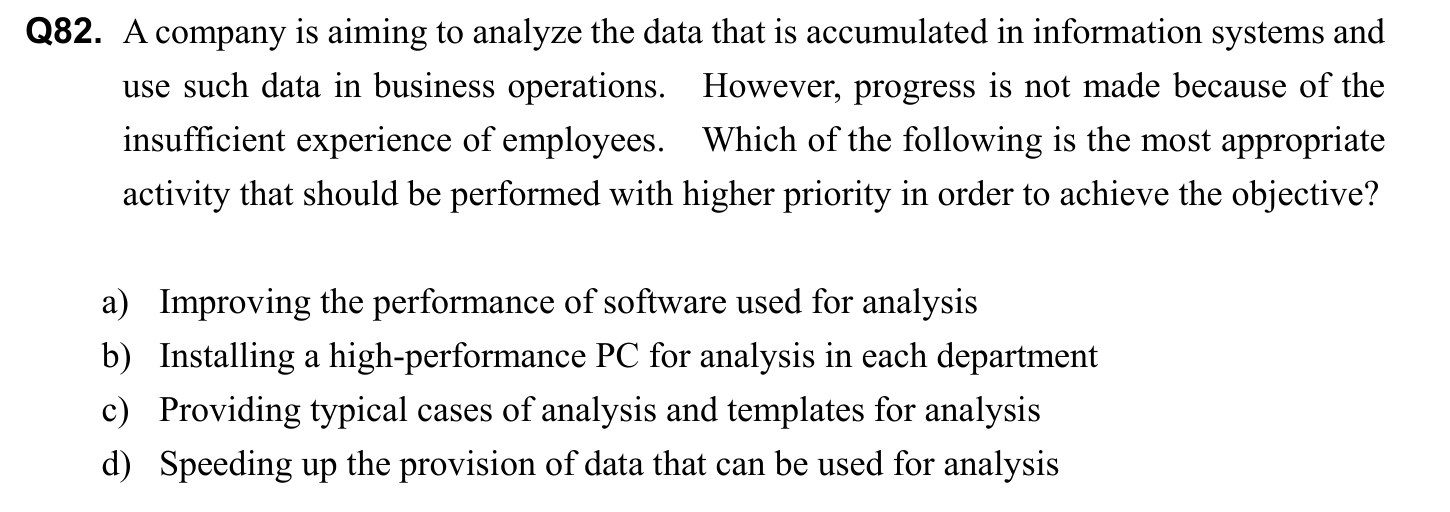 Q82. A company is aiming to analyze the data that is accumulated in information systems and
use such data in business operations. However, progress is not made because of the
insufficient experience of employees. Which of the following is the most appropriate
activity that should be performed with higher priority in order to achieve the objective?
a) Improving the performance of software used for analysis
b) Installing a high-performance PC for analysis in each department
c) Providing typical cases of analysis and templates for analysis
d) Speeding up the provision of data that can be used for analysis